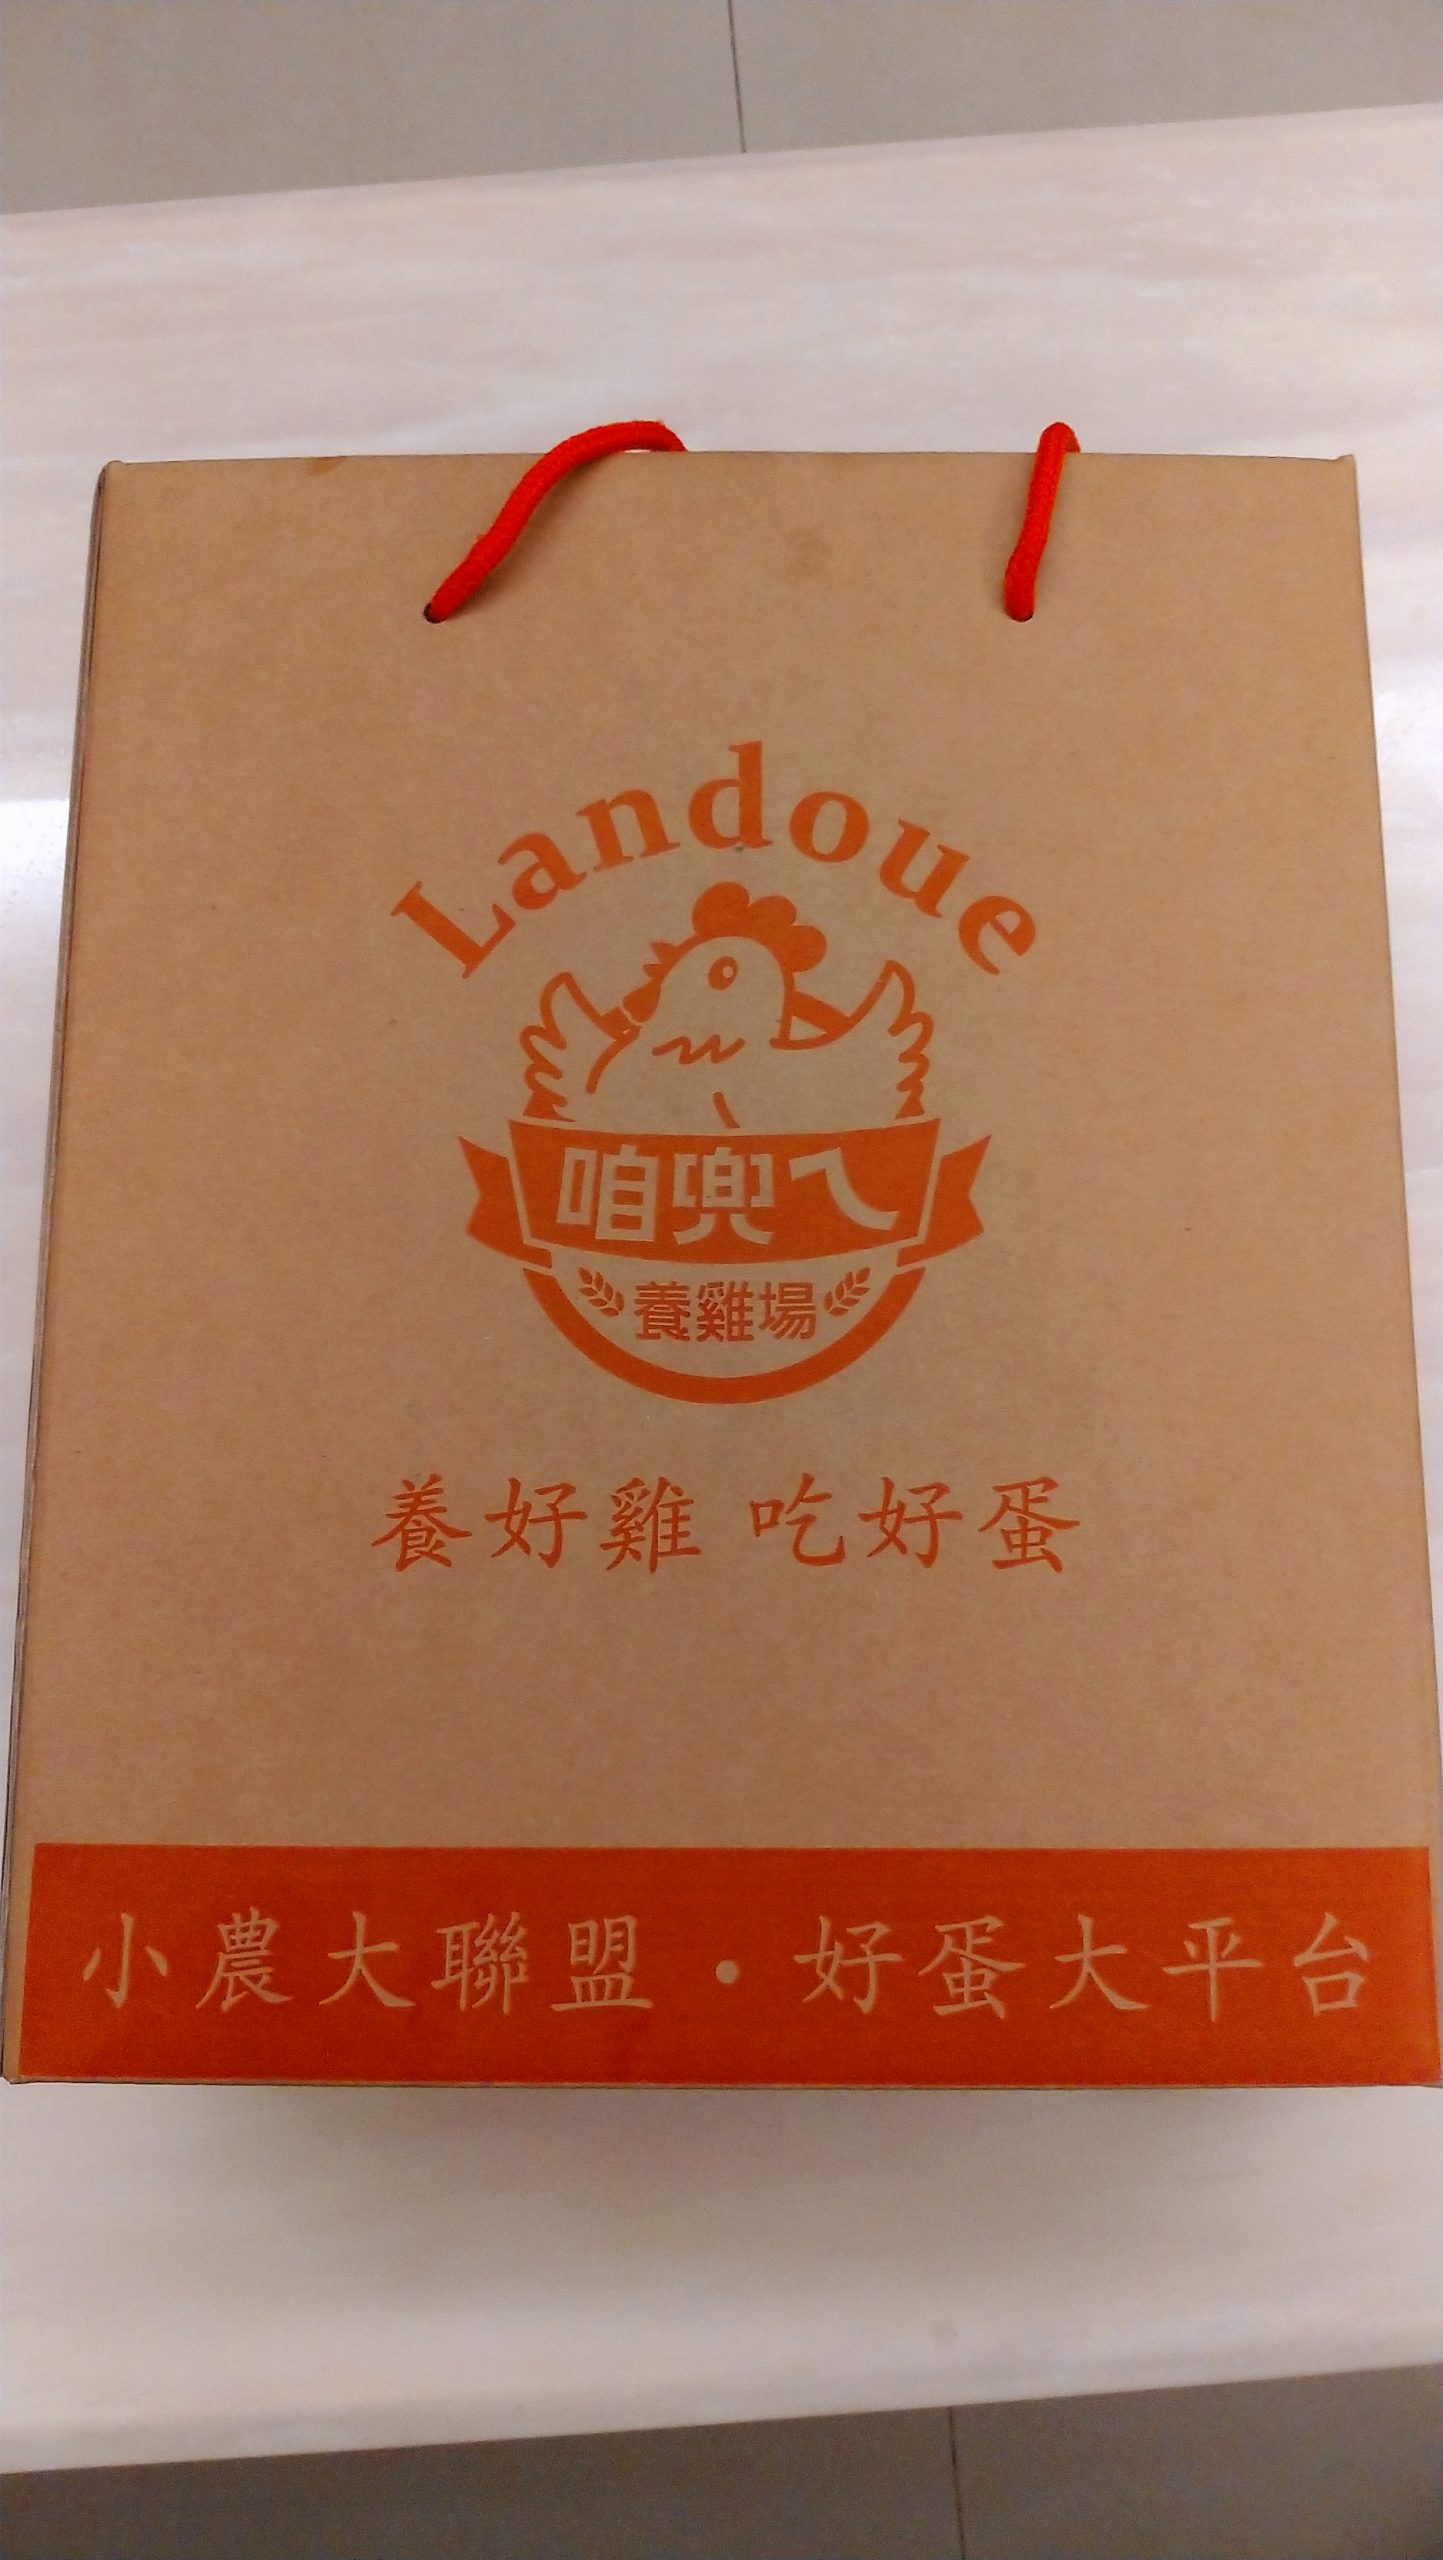 Landoue
咱兜ㄟ
養雞場
養好雞 吃好蛋
小農大聯盟・好蛋大平台